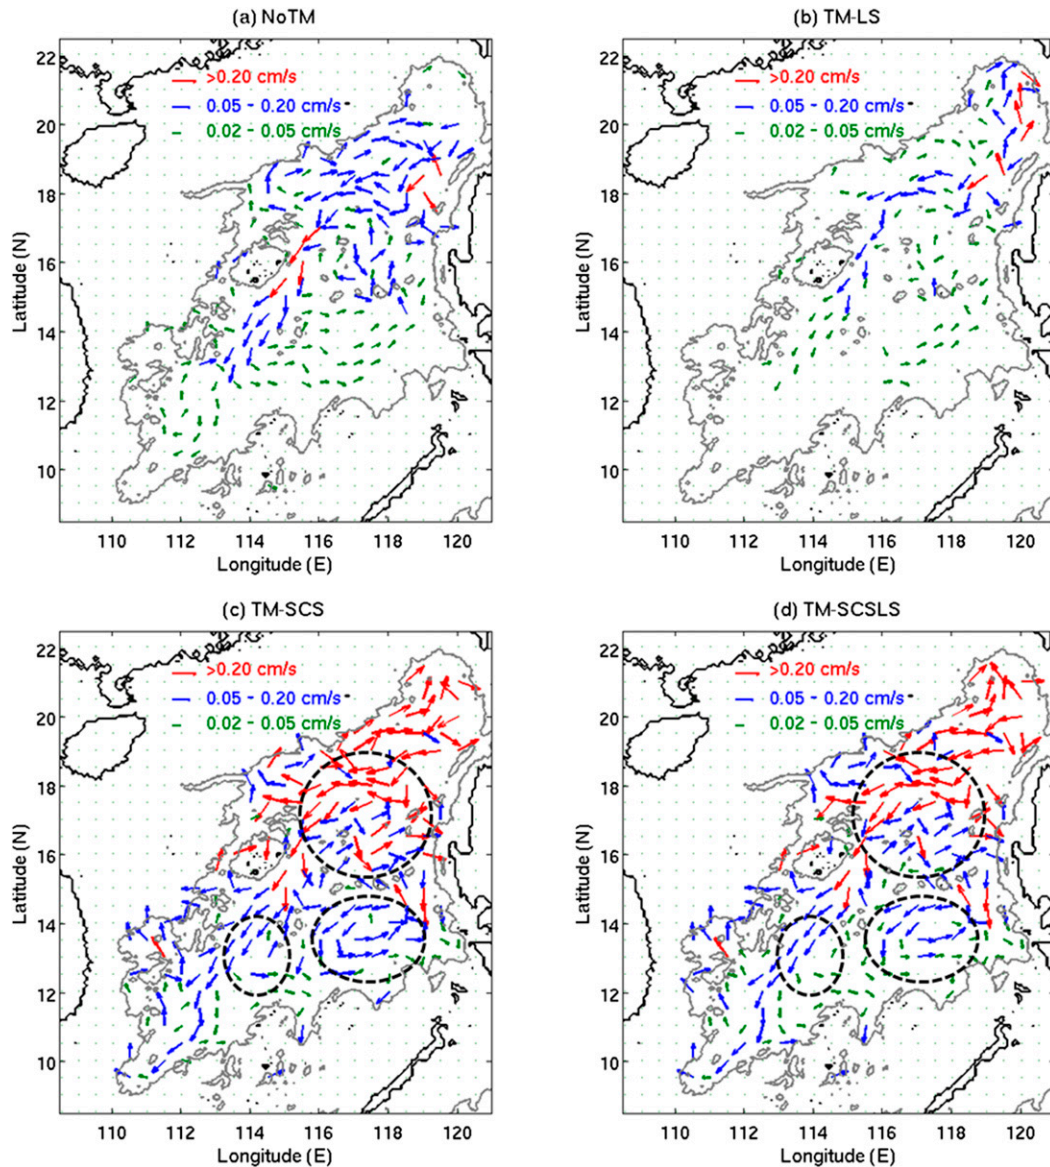 (a) NoTM
(b) TM-LS
>0.20 cm/s
0.05 - 0.20 cm/s
0.02 - 0.05 cm/s
>0.20 cm/s
0.05 - 0.20 cm/s
0.02 - 0.05 cm/s
22
20
18
16
14
12
10
Latitude (N)
22
20
18
16
14
12
10
Latitude (N)
110 112 114 116 118 120
110 112 114 116 118 120
Longitude (E)
Longitude (E)
(c) TM-SCS
(d) TM-SCSLS
>0.20 cm/s
0.05 - 0.20 cm/s
0.02 - 0.05 cm/s
>0.20 cm/s
0.05 - 0.20 cm/s
0.02 - 0.05 cm/s
22
20
18
16
14
12
10
Latitude (N)
22
20
18
16
14
12
10
Latitude (N)
110 112 114 116 118 120
110 112 114 116 118 120
Longitude (E)
Longitude (E)